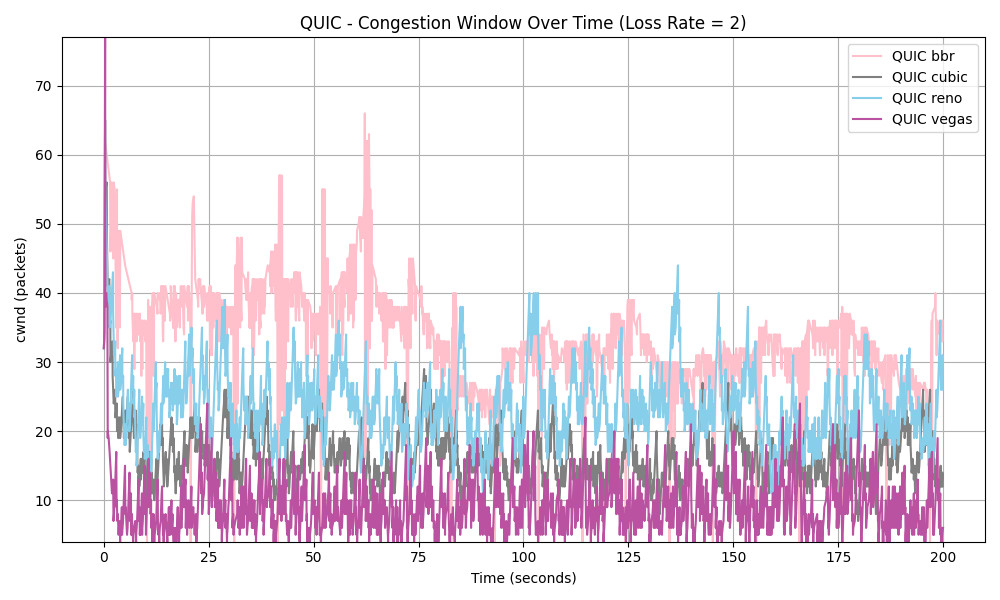 QUIC - Congestion Window Over Time (Loss Rate = 2)
QUIC bbr
QUIC cubic
QUIC reno
QUIC vegas
cwnd (packets)
70
60
50
40
30
20
10
0 25 50 75 100 125 150 175 200
Time (seconds)